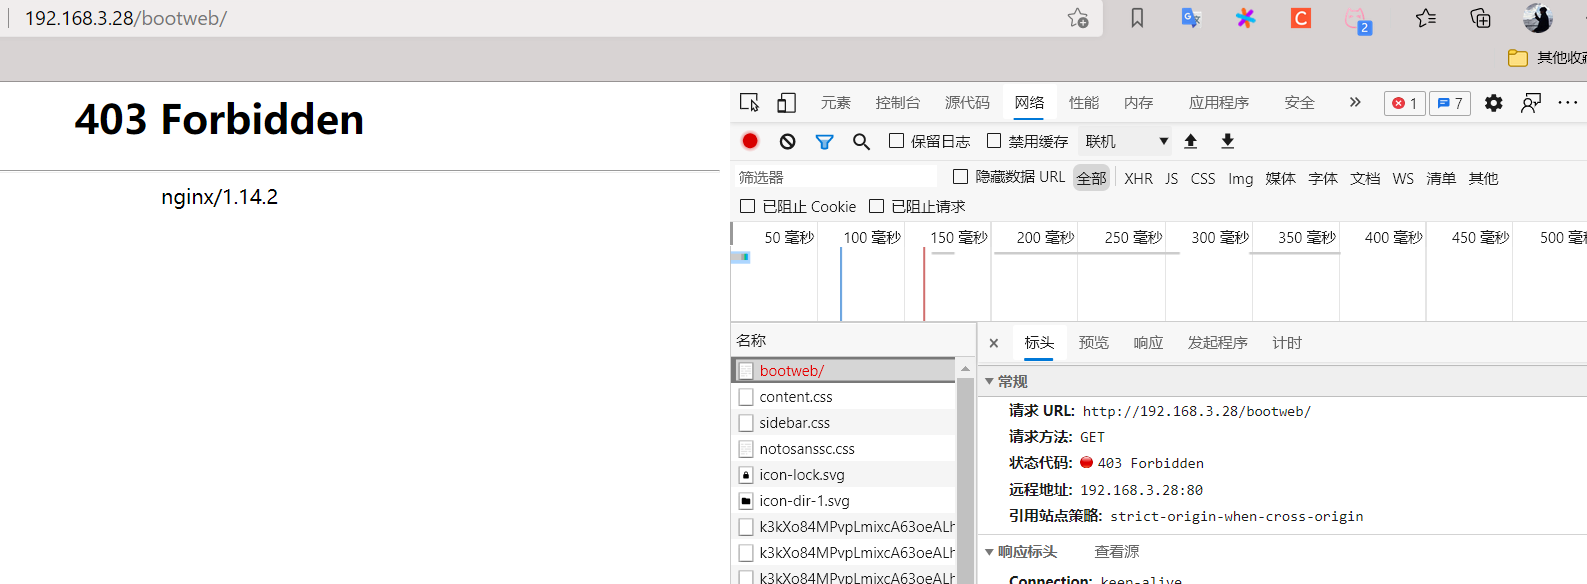 192.168.3.28/bootweb/
2
其他收藏
403 Forbidden
nginx/1.14.2
元素 控制台 源代码 网络 性能 内存 应用程序 安全 » 1 7 ···
保留日志 禁用缓存 联机
筛选器 隐藏数据 URL 全部 XHR JS CSS Img 媒体 字体 文档 WS 清单 其他
已阻止 Cookie 已阻止请求
50 毫秒 100 毫秒 150 毫秒 200 毫秒 250 毫秒 300 毫秒 350 毫秒 400 毫秒 450 毫秒 500 毫秒
名称 × 标头 预览 响应 发起程序 计时
bootweb/
content.css
sidebar.css
notosanssc.css
icon-lock.svg
icon-dir-1.svg
k3kXo84MPvpLmixcA63oeALh
k3kXo84MPvpLmixcA63oeALh
k3kXo84MPvpLmixcA63oeALh
常规
请求 URL: http://192.168.3.28/bootweb/
请求方法: GET
状态代码: 403 Forbidden
远程地址: 192.168.3.28:80
引用站点策略: strict-origin-when-cross-origin
响应标头 查看源
Connection: keep-alive